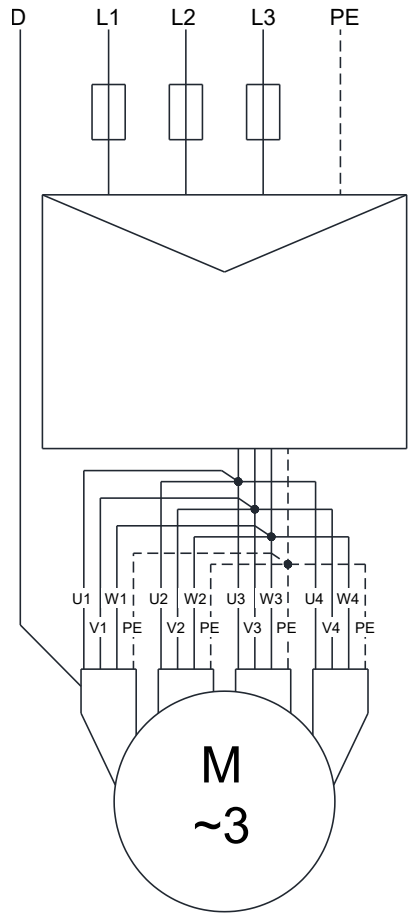 D L1 L2 L3 PE
U1 W1 U2 W2 U3 W3 U4 W4
V1 PE V2 PE V3 PE V4 PE
M
~3